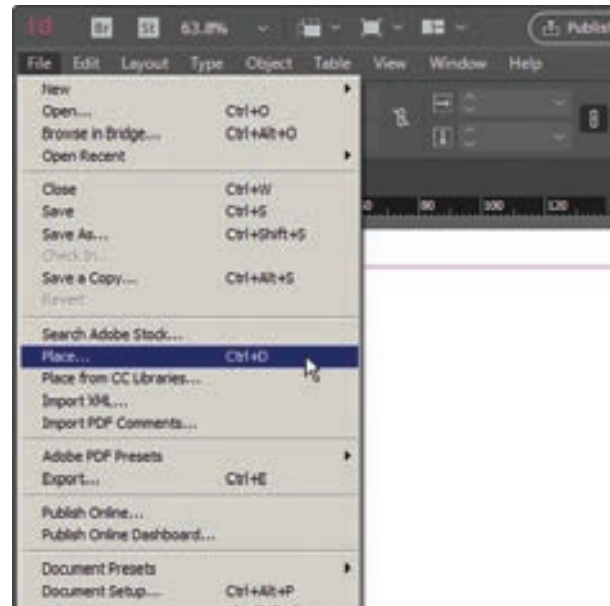 Id Br St 63.8% Publis
File Edit Layout Type Object Table View Window Help
New
Open... Ctrl+O
Browse in Bridge... Ctrl+Alt+O
Open Recent
Close Ctrl+W
Save Ctrl+S
Save As... Ctrl+Shift+S
Check In...
Save a Copy... Ctrl+Alt+S
Revert
Search Adobe Stock...
Place... Ctrl+D
Place from CC Libraries...
Import XML...
Import PDF Comments...
Adobe PDF Presets
Export... Ctrl+E
Publish Online...
Publish Online Dashboard...
Document Presets
Document Setup... Ctrl+Alt+P